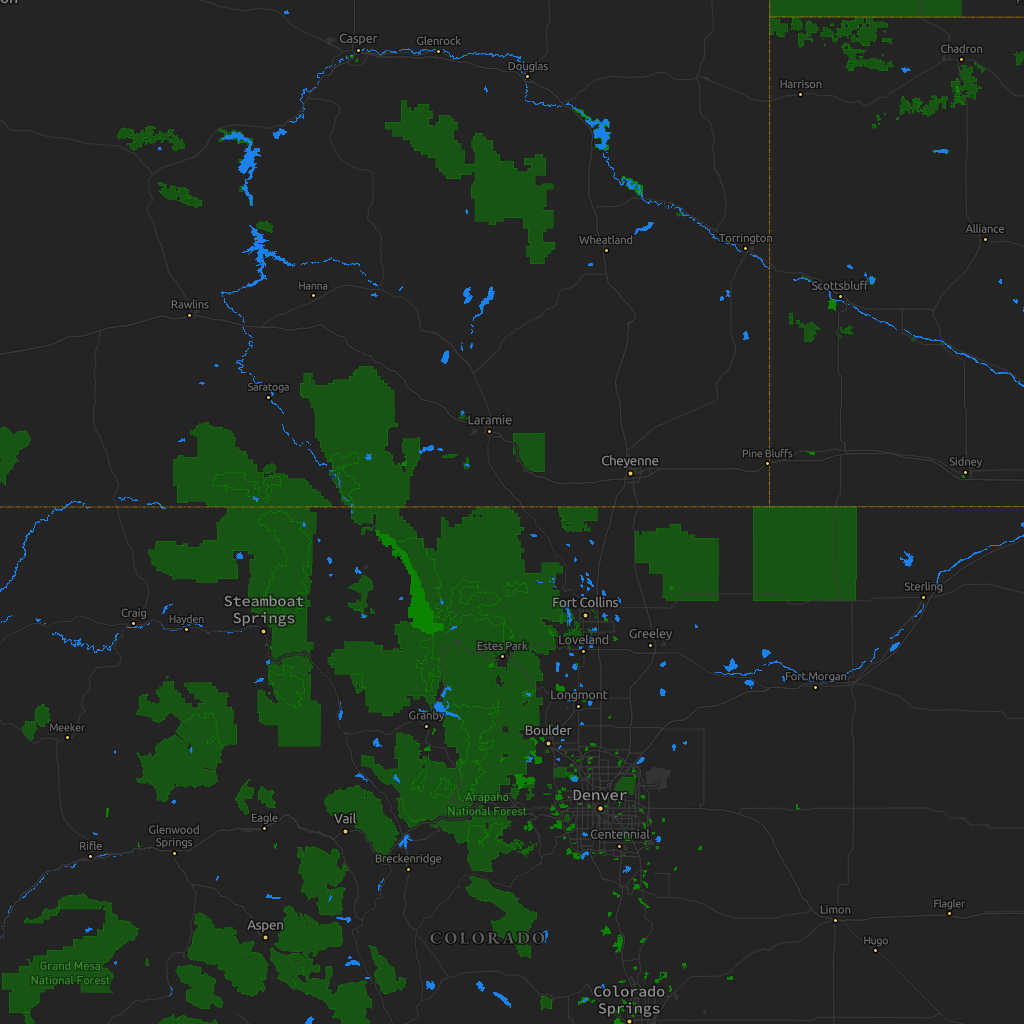 on
Casper
Glenrock
Douglas
Chadron
Harrison
Alliance
Wheatland
Torrington
Scottsbluff
Hanna
Rawlins
Saratoga
Laramie
Cheyenne
Pine Bluffs
Sidney
Sterling
Steamboat
Springs
Craig
Hayden
Fort Collins
Loveland
Greeley
Estes Park
Fort Morgan
Longmont
Granby
Meeker
Boulder
Denver
Arapaho
National Forest
Vail
Eagle
Centennial
Glenwood
Springs
Rifle
Breckenridge
Limon
Flagler
Aspen
COLORADO
Hugo
Grand Mesa
National Forest
Colorado
Springs